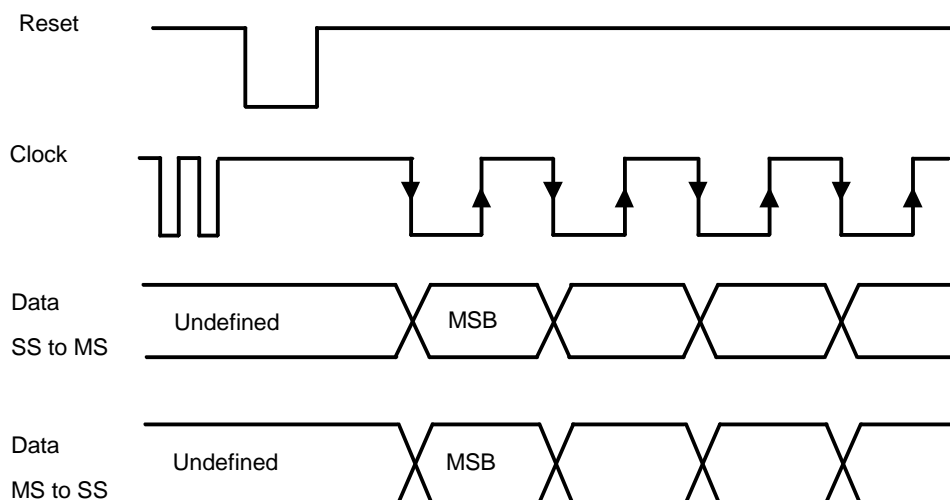 Reset
Clock
Data
SS to MS
Undefined
MSB
Data
MS to SS
Undefined
MSB